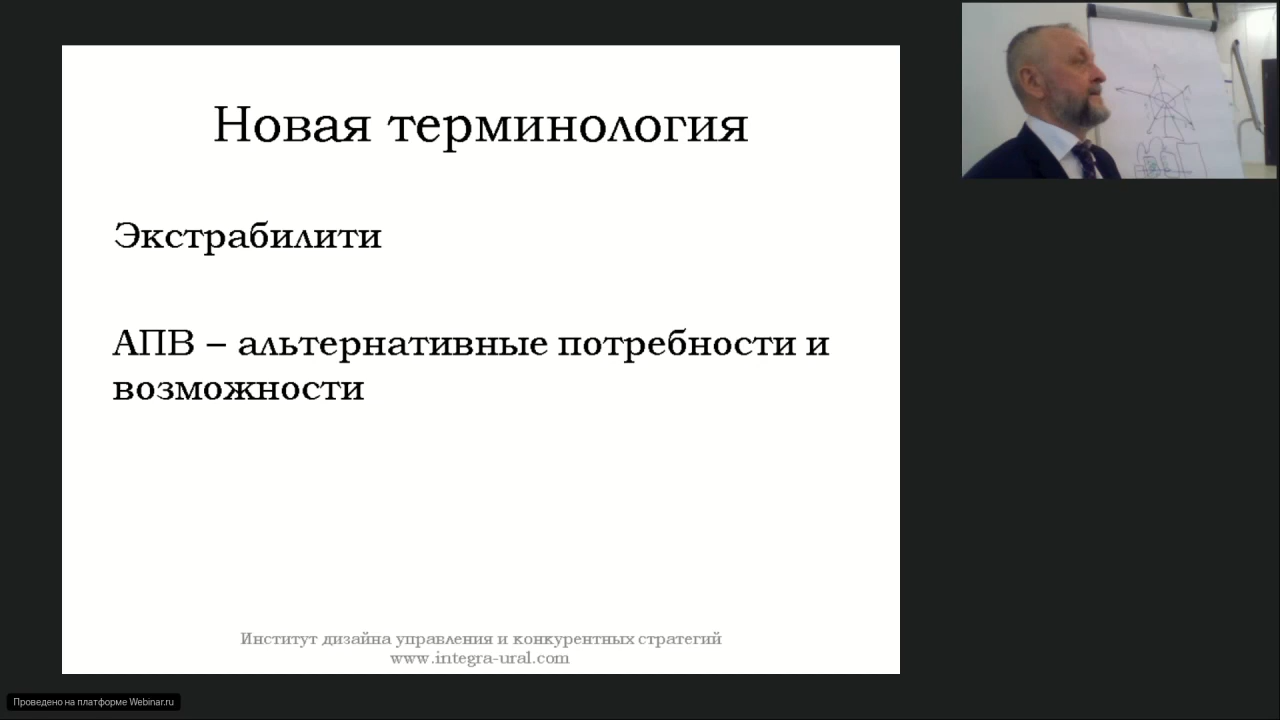 Новая терминология
Экстрабилити
АПВ – альтернативные потребности и
возможности
Институт дизайна управления и конкурентных стратегий
www.integra-ural.com
Проведено на платформе Webinar.ru